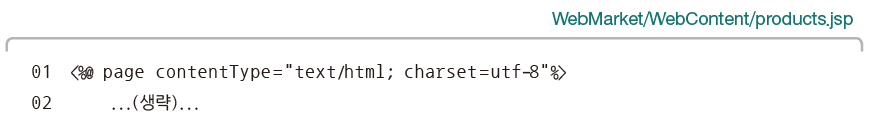 WebMarket/WebContent/products.jsp
01 <%@ page contentType="text/html; charset=utf-8"%>
02 ...(생략)...